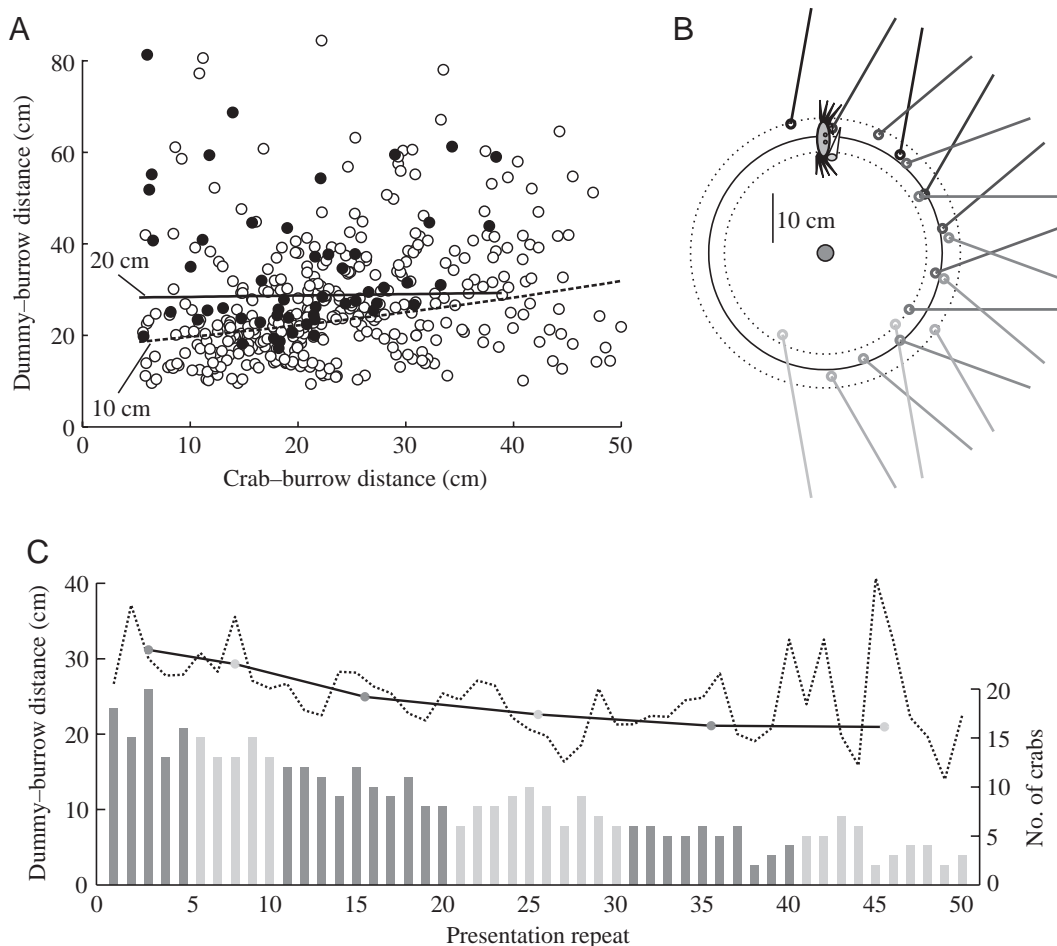 A
Dummy–burrow distance (cm)
80
60
40
20
0
20 cm
10 cm
0 10 20 30 40 50
Crab–burrow distance (cm)
B
10 cm
C
Dummy–burrow distance (cm)
40
30
20
10
0
20
15
10
5
0
No. of crabs
0 5 10 15 20 25 30 35 40 45 50
Presentation repeat